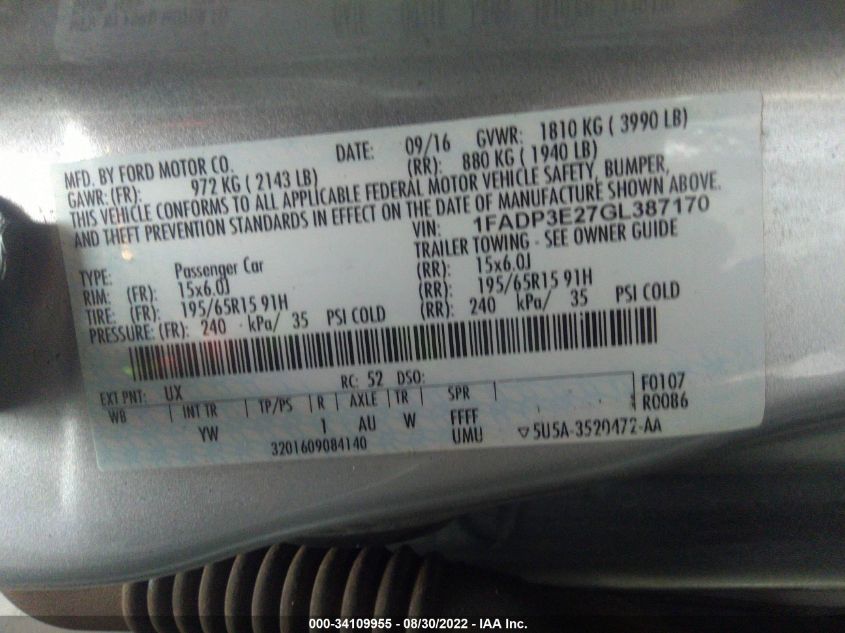 MFD. BY FORD MOTOR CO. DATE: 09/16 GVWR: 1810 KG ( 3990 LB)
GAWR: (FR): 972 KG ( 2143 LB) (RR): 880 KG ( 1940 LB)
THIS VEHICLE CONFORMS TO ALL APPLICABLE FEDERAL MOTOR VEHICLE SAFETY, BUMPER,
AND THEFT PREVENTION STANDARDS IN EFFECT ON THE DATE OF MANUFACTURE SHOWN ABOVE.
VIN: 1FADP3E27GL387170
TYPE: Passenger Car TRAILER TOWING - SEE OWNER GUIDE
RIM: (FR): 15x6.0J (RR): 15x6.0J
TIRE: (FR): 195/65R15 91H (RR): 195/65R15 91H
PRESSURE: (FR): 240 kPa/ 35 PSI COLD (RR): 240 kPa/ 35 PSI COLD
EXT PNT: UX RC: 52 DSO: F0107
WB INT TR TP/PS R AXLE TR SPR R0086
YW 1 AU W FFFF
3201609084140 UMU ▽5U5A-3520472-AA
000-34109955 - 08/30/2022 - IAA Inc.